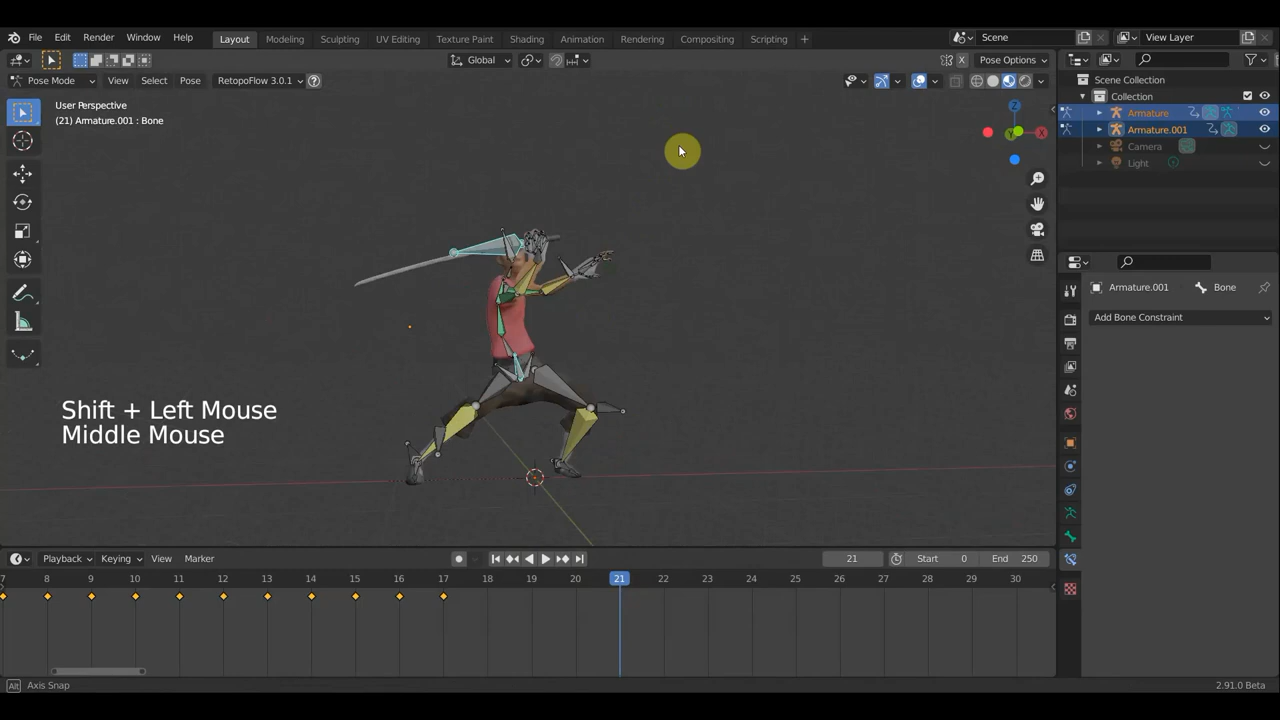 File Edit Render Window Help Layout Modeling Sculpting UV Editing Texture Paint Shading Animation Rendering Compositing Scripting + Scene View Layer
Global X Pose Options
Pose Mode View Select Pose RetopoFlow 3.0.1 ?
User Perspective
(21) Armature.001 : Bone
Z
X
Y
Scene Collection
Collection
Armature
Armature.001
Camera
Light
Armature.001 Bone
Add Bone Constraint
Shift + Left Mouse
Middle Mouse
Playback Keying View Marker 21 Start 0 End 250
7 8 9 10 11 12 13 14 15 16 17 18 19 20 21 22 23 24 25 26 27 28 29 30
Alt Axis Snap 2.91.0 Beta